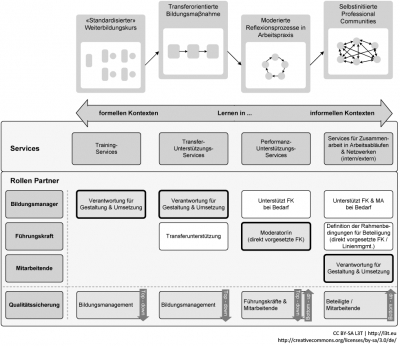 «Standardisierter»
Weiterbildungskurs
Transferorientierte
Bildungsmaßnahme
Moderierte
Reflexionsprozesse in
Arbeitspraxis
Selbstinitiierte
Professional
Communities
formellen Kontexten
Lernen in ...
informellen Kontexten
Services
Training-
Services
Transfer-
Unterstützungs-
Services
Performanz-
Unterstützungs-
Services
Services für Zusammen-
arbeit in Arbeitsabläufen
& Netzwerken
(intern/extern)
Rollen Partner
Bildungsmanager
Verantwortung für
Gestaltung & Umsetzung
Verantwortung für
Gestaltung & Umsetzung
Unterstützt FK
bei Bedarf
Unterstützt FK & MA
bei Bedarf
Führungskraft
Transferunterstützung
Moderator/in
(direkt vorgesetzte FK)
Definition der Rahmenbe-
dingungen für Beteiligung
(direkt vorgesetzte FK /
Linienmgmt.)
Mitarbeitende
Verantwortung für
Gestaltung & Umsetzung
Qualitätssicherung
Bildungsmanagement
Bildungsmanagement
Führungskräfte &
Mitarbeitende
Beteiligte /
Mitarbeitende
CC BY-SA L3T | http://l3t.eu
http://creativecommons.org/licenses/by-sa/3.0/de/